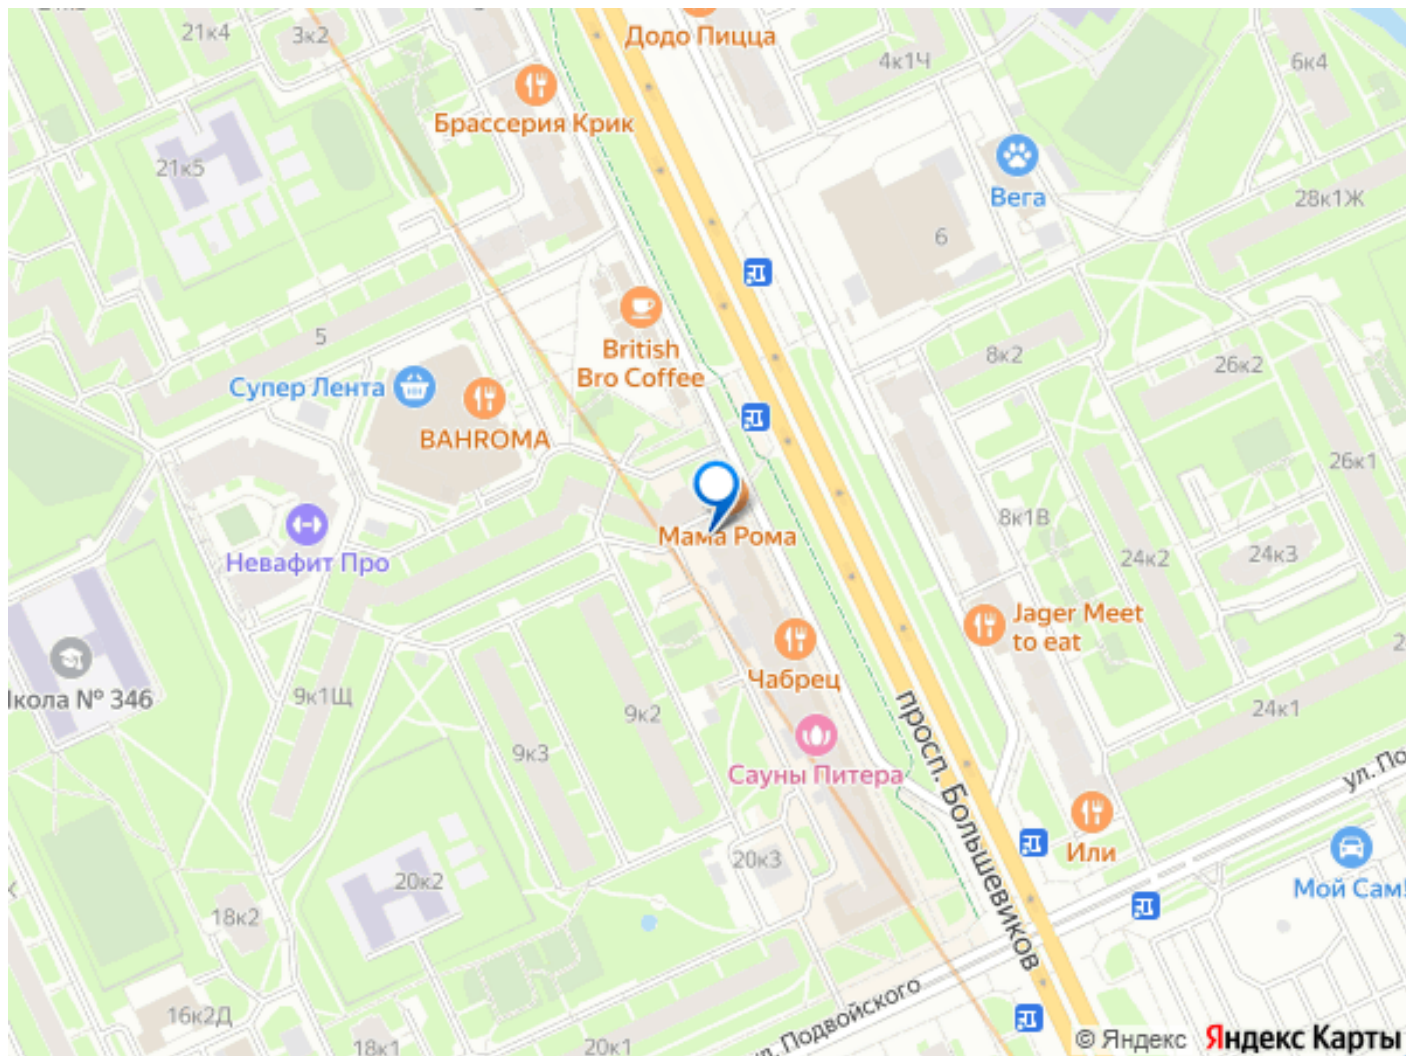 21к4
3к2
Додо Пицца
4к1Ч
6к4
Брассерия Крик
21к5
Вега
28к1Ж
6
5
British
Bro Coffee
8к2
26к2
Супер Лента
BAHROMA
26к1
8к1В
Мама Рома
24к2
24к3
Невафит Про
Jager Meet
to eat
Чабрец
кола № 346
9к1Щ
9к2
24к1
9к3
просп. Большевиков
Сауны Питера
ул. По
Или
20к3
20к2
Мой Сам!
18к2
16к2Д
л. Подвойского
18к1
20к1
© Яндекс Яндекс Карты